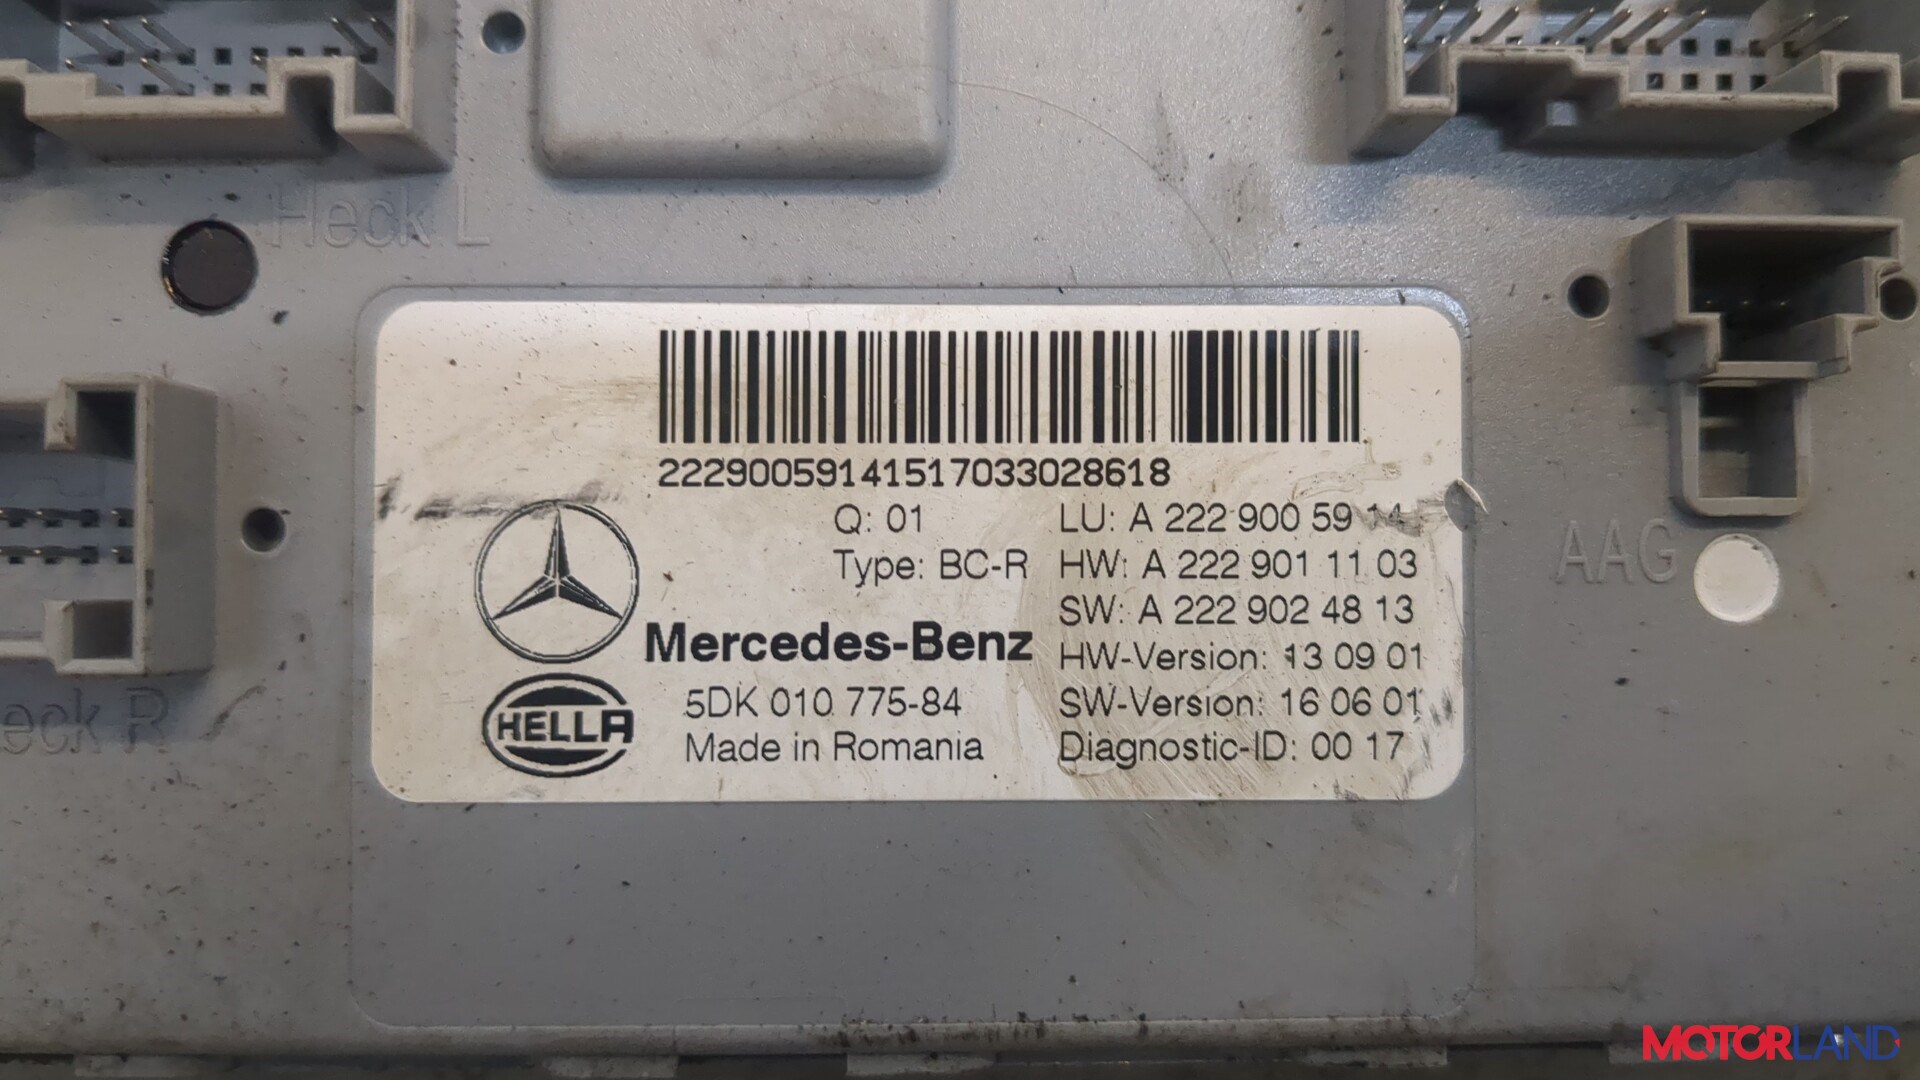 Heck L
22290059141517033028618
Q: 01
LU: A 222 900 59 14
Type: BC-R
HW: A 222 901 11 03
SW: A 222 902 48 13
Mercedes-Benz
HW-Version: 13 09 01
HELLA
5DK 010 775-84
SW-Version: 16 06 01
Made in Romania
Diagnostic-ID: 00 17
AAG
eck R
MOTORLAND